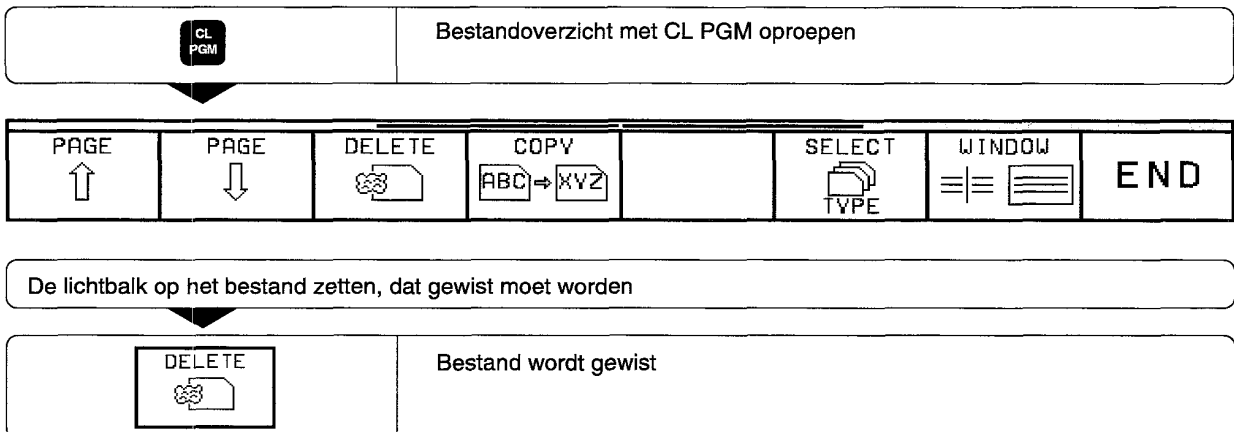 CL
PGM
Bestandoverzicht met CL PGM oproepen
PAGE PAGE DELETE COPY SELECT WINDOW END
ABC XYZ
TYPE
De lichtbalk op het bestand zetten, dat gewist moet worden
DELETE
Bestand wordt gewist